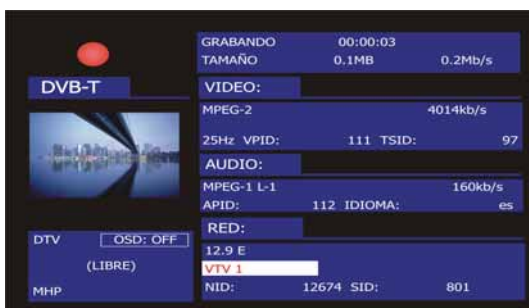 GRABANDO 00:00:03
TAMAÑO 0.1MB 0.2Mb/s
DVB-T
VIDEO:
MPEG-2 4014kb/s
25Hz VPID: 111 TSID: 97
AUDIO:
MPEG-1 L-1 160kb/s
APID: 112 IDIOMA: es
RED:
12.9 E
VTV 1
NID: 12674 SID: 801
DTV OSD: OFF
(LIBRE)
MHP